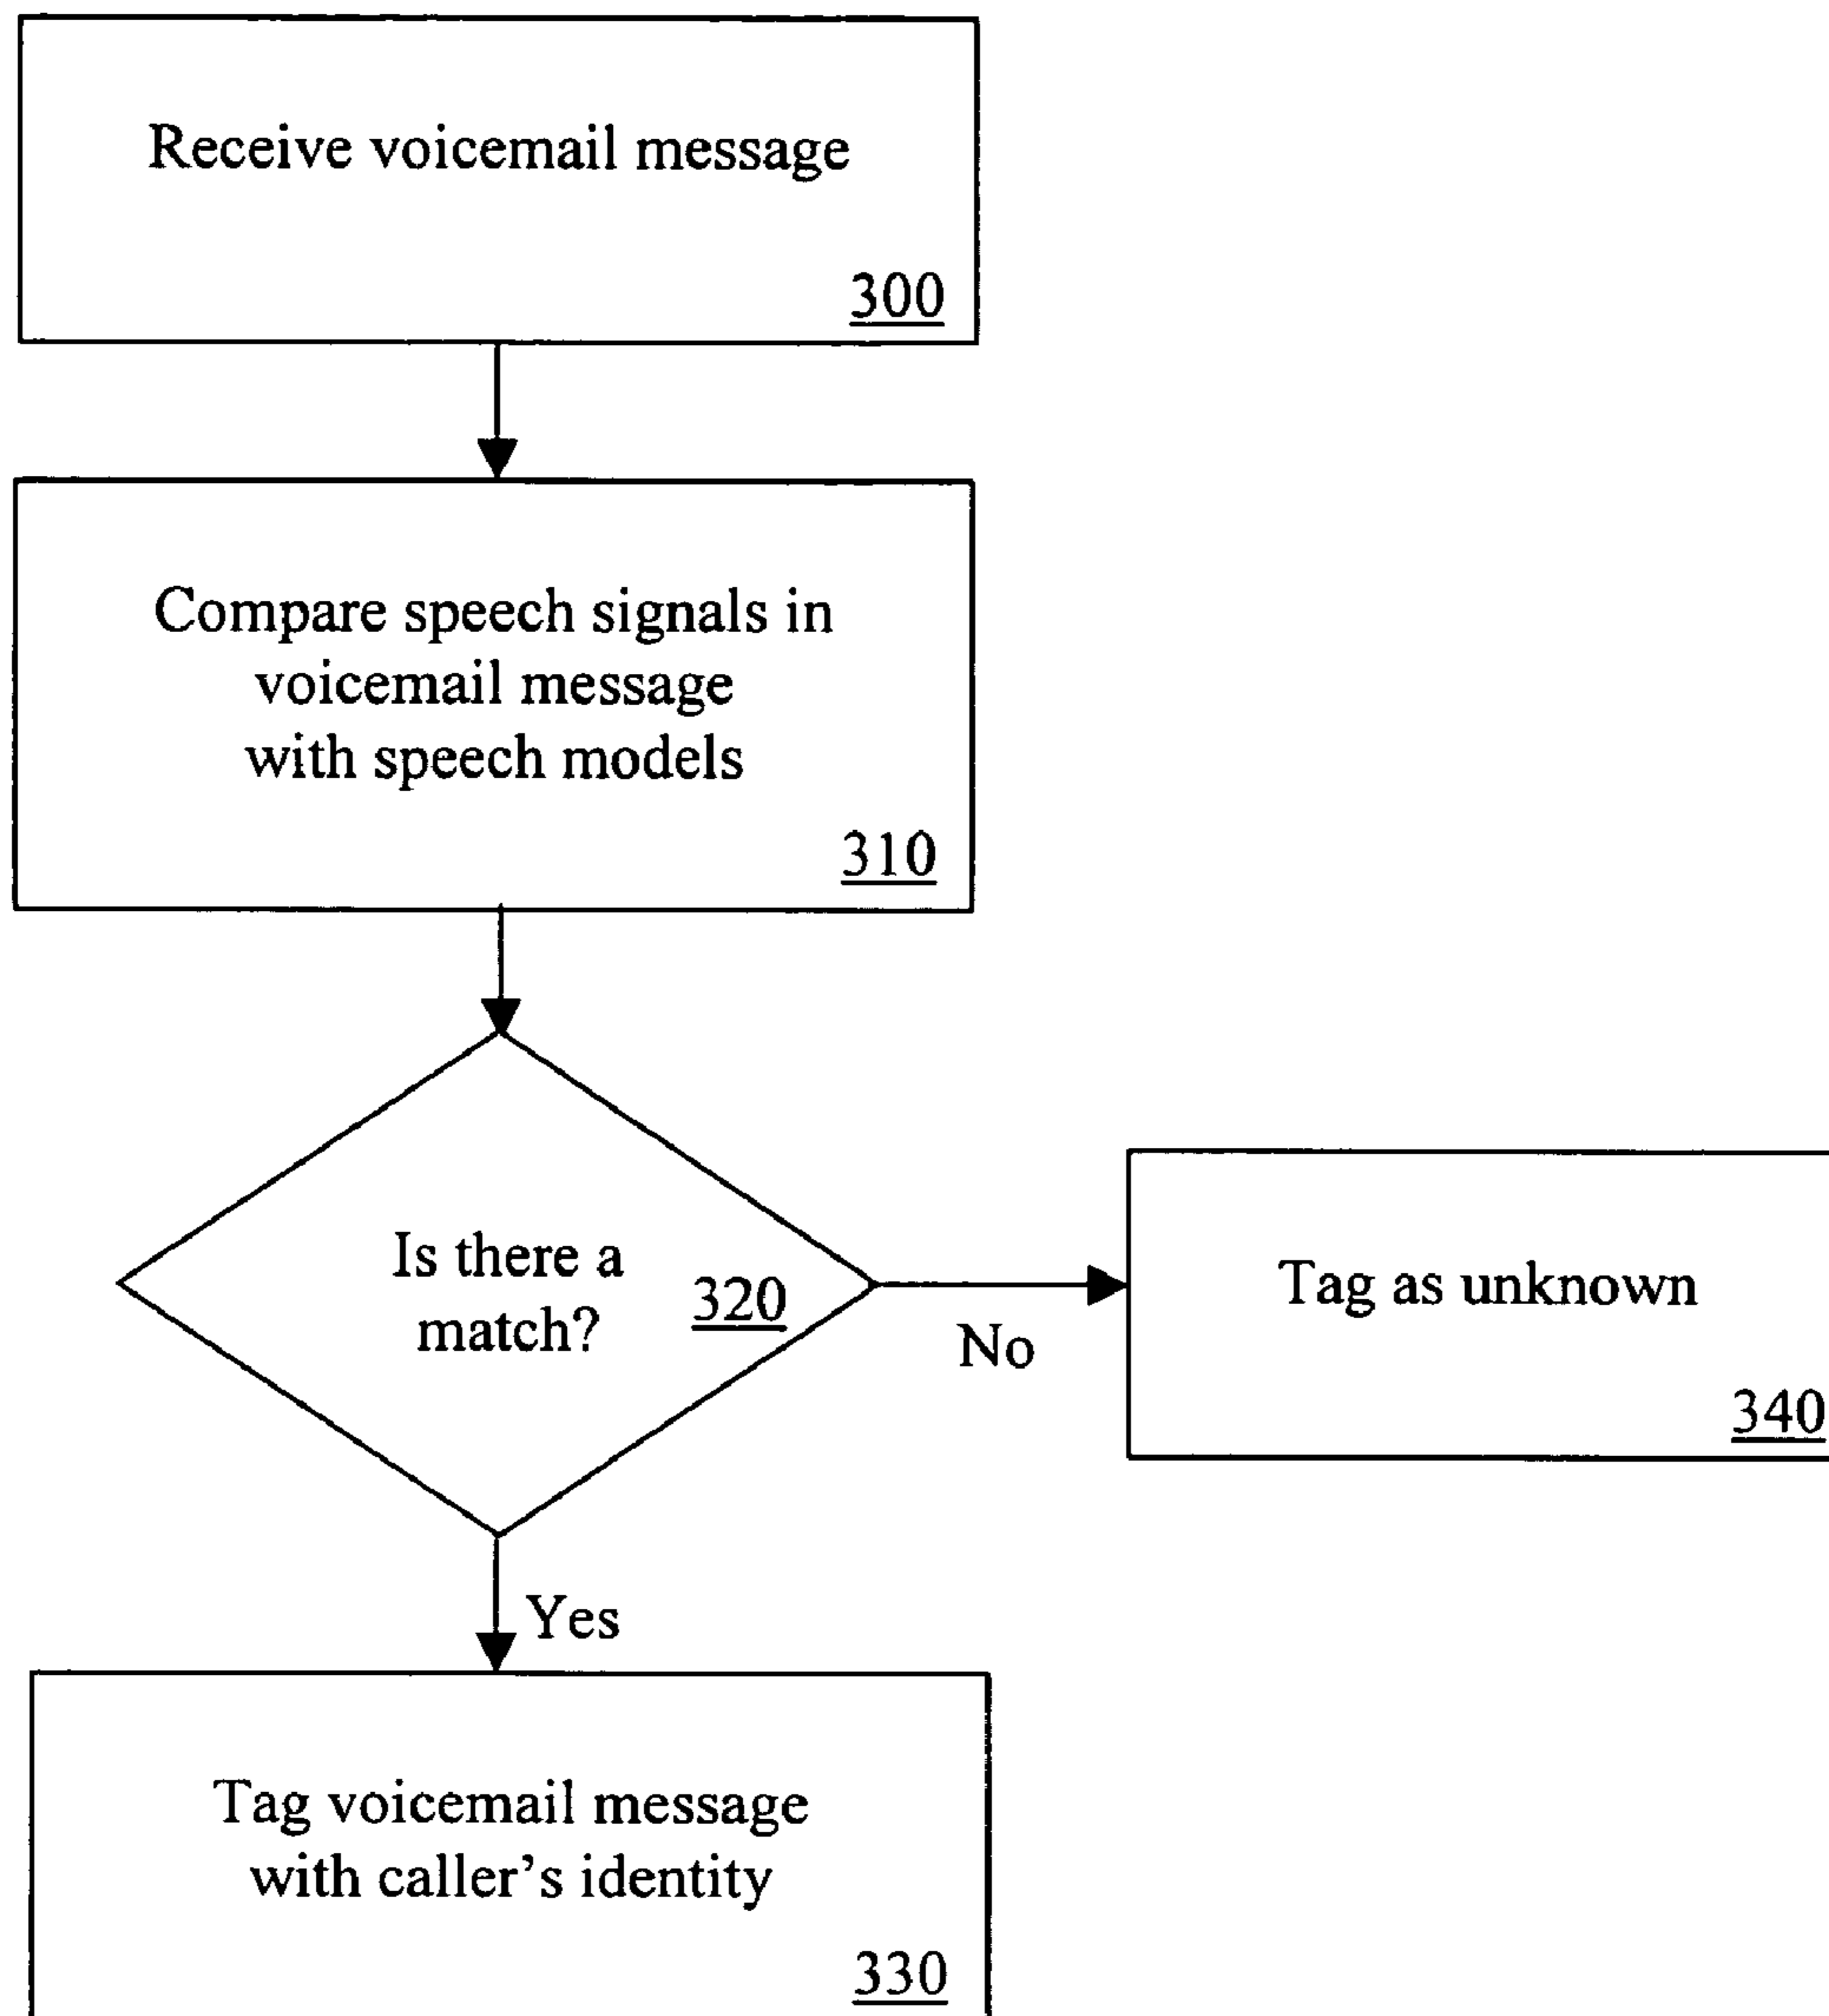 Receive voicemail message
300
Compare speech signals in
voicemail message
with speech models
310
Is there a
match?
320
No
Tag as unknown
340
Yes
Tag voicemail message
with caller’s identity
330